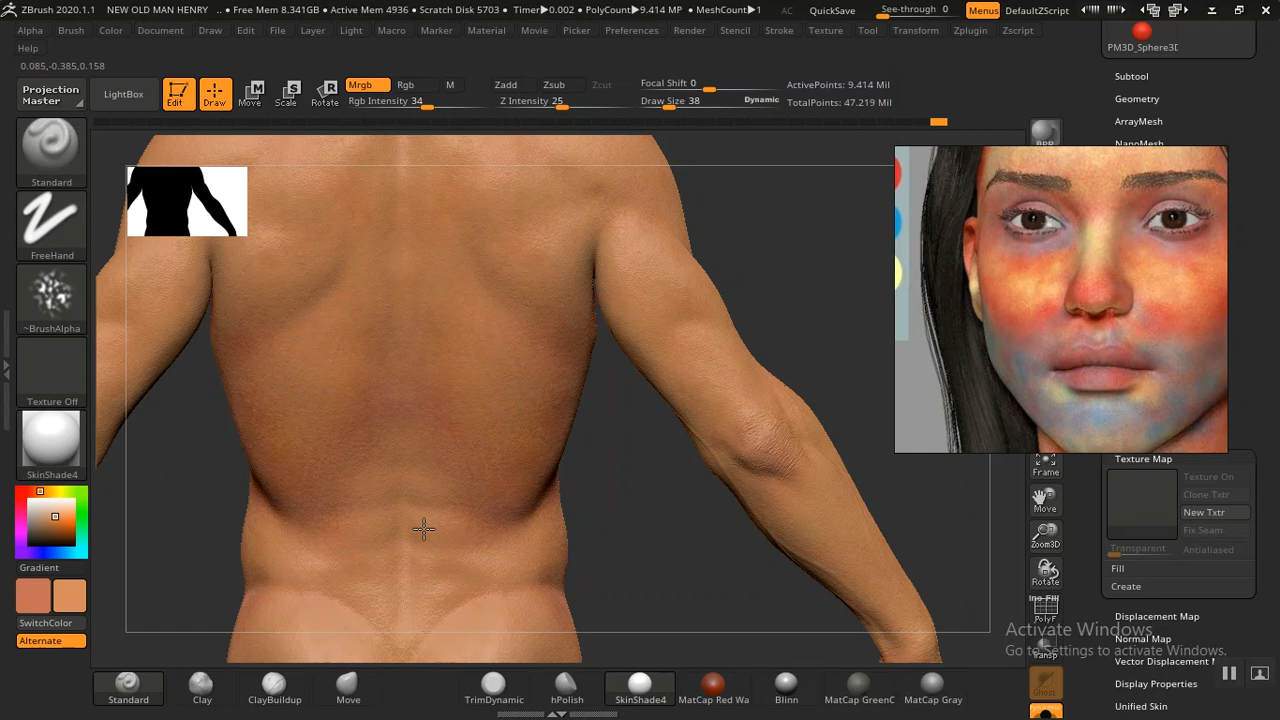 ZBrush 2020.1.1 NEW OLD MAN HENRY • Free Mem 8.341GB • Active Mem 4936 • Scratch Disk 5703 • Timer▶0.002 • PolyCount▶9.414 MP • MeshCount▶1 AC QuickSave See-through 0 Menus DefaultZScript
Alpha Brush Color Document Draw Edit File Layer Light Macro Marker Material Movie Picker Preferences Render Stencil Stroke Texture Tool Transform Zplugin Zscript
Help
PM3D_Sphere3D
0.085,-0.385,0.158
Projection Master
LightBox
Edit
Draw
Move
Scale
Rotate
Mrgb Rgb M
Rgb Intensity 34
Zadd Zsub Zcut
Z Intensity 25
Focal Shift 0
Draw Size 38 Dynamic
ActivePoints: 9.414 Mil
TotalPoints: 47.219 Mil
Subtool
Geometry
ArrayMesh
NanoMesh
BPR
Standard
FreeHand
~BrushAlpha
Texture Off
SkinShade4
Gradient
SwitchColor
Alternate
Frame
Move
Zoom3D
Rotate
PolyF
Transp
Ghost
Texture Map
Texture On
Clone Txtr
New Txtr
Fix Seam
Transparent Antialiased
Fill
Create
Displacement Map
Normal Map
Vector Displacement
Display Properties
Unified Skin
Activate Windows
Go to Settings to activate Windows.
Standard Clay ClayBuildup Move TrimDynamic hPolish SkinShade4 MatCap Red Wa Blinn MatCap GreenC MatCap Gray